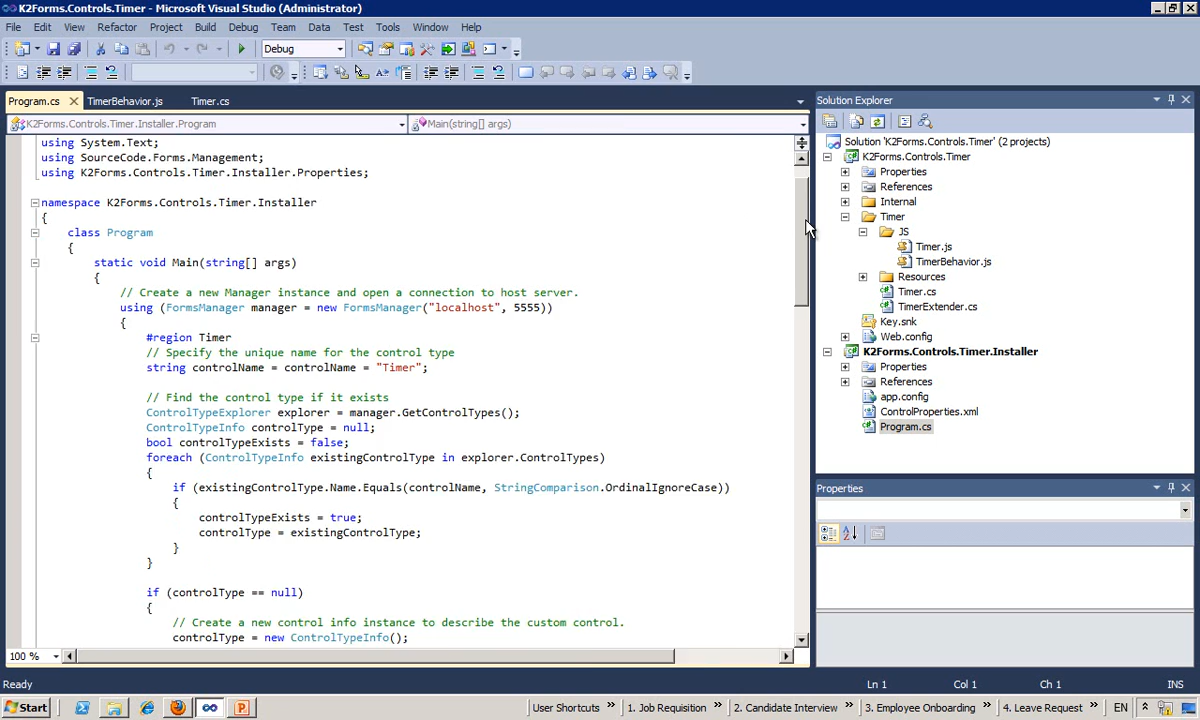 K2Forms.Controls.Timer - Microsoft Visual Studio (Administrator)
File Edit View Refactor Project Build Debug Team Data Test Tools Window Help
Debug
Program.cs TimerBehavior.js Timer.cs
K2Forms.Controls.Timer.Installer.Program Main(string[] args)
using System.Text;
using SourceCode.Forms.Management;
using K2Forms.Controls.Timer.Installer.Properties;
namespace K2Forms.Controls.Timer.Installer
{
class Program
{
static void Main(string[] args)
{
// Create a new Manager instance and open a connection to host server.
using (FormsManager manager = new FormsManager("localhost", 5555))
{
#region Timer
// Specify the unique name for the control type
string controlName = controlName = "Timer";
// Find the control type if it exists
ControlTypeExplorer explorer = manager.GetControlTypes();
ControlTypeInfo controlType = null;
bool controlTypeExists = false;
foreach (ControlTypeInfo existingControlType in explorer.ControlTypes)
{
if (existingControlType.Name.Equals(controlName, StringComparison.OrdinalIgnoreCase))
{
controlTypeExists = true;
controlType = existingControlType;
}
}
if (controlType == null)
{
// Create a new control info instance to describe the custom control.
controlType = new ControlTypeInfo();
100 %
Solution Explorer
Solution 'K2Forms.Controls.Timer' (2 projects)
K2Forms.Controls.Timer
Properties
References
Internal
Timer
JS
Timer.js
TimerBehavior.js
Resources
Timer.cs
TimerExtender.cs
Key.snk
Web.config
K2Forms.Controls.Timer.Installer
Properties
References
app.config
ControlProperties.xml
Program.cs
Properties
Ready Ln 1 Col 1 Ch 1 INS
Start User Shortcuts » 1. Job Requisition » 2. Candidate Interview » 3. Employee Onboarding » 4. Leave Request » EN